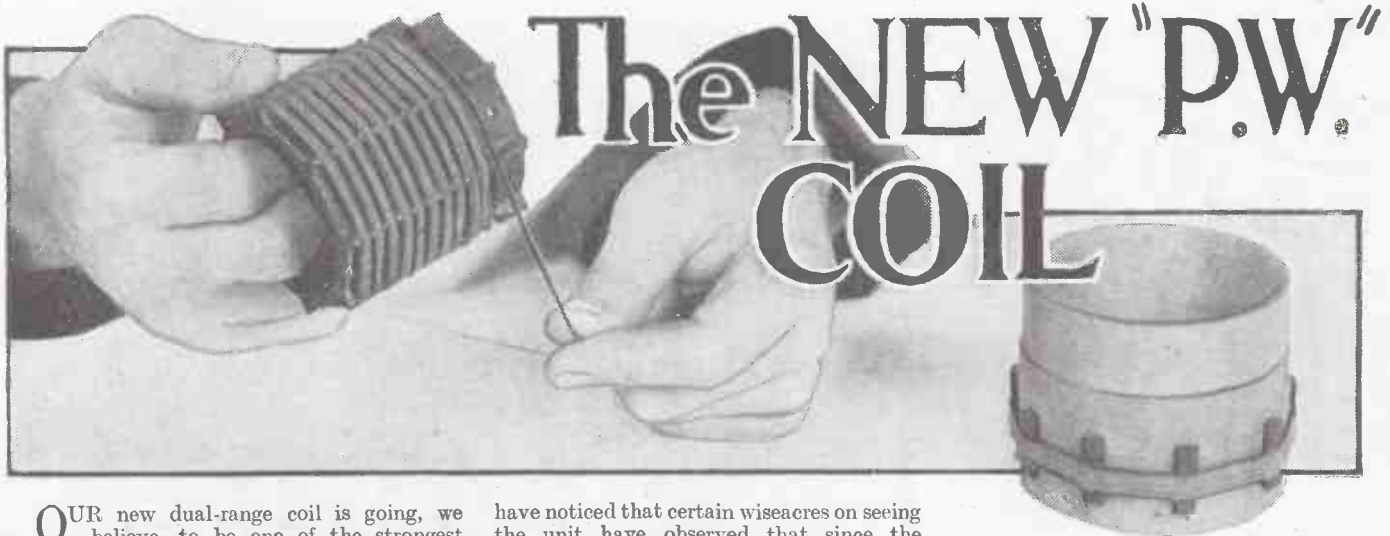 The NEW "P.W."
COIL
OUR new dual-range coil is going, we
believe, to be one of the strongest
have noticed that certain wiseacres on seeing
the unit have observed that since the